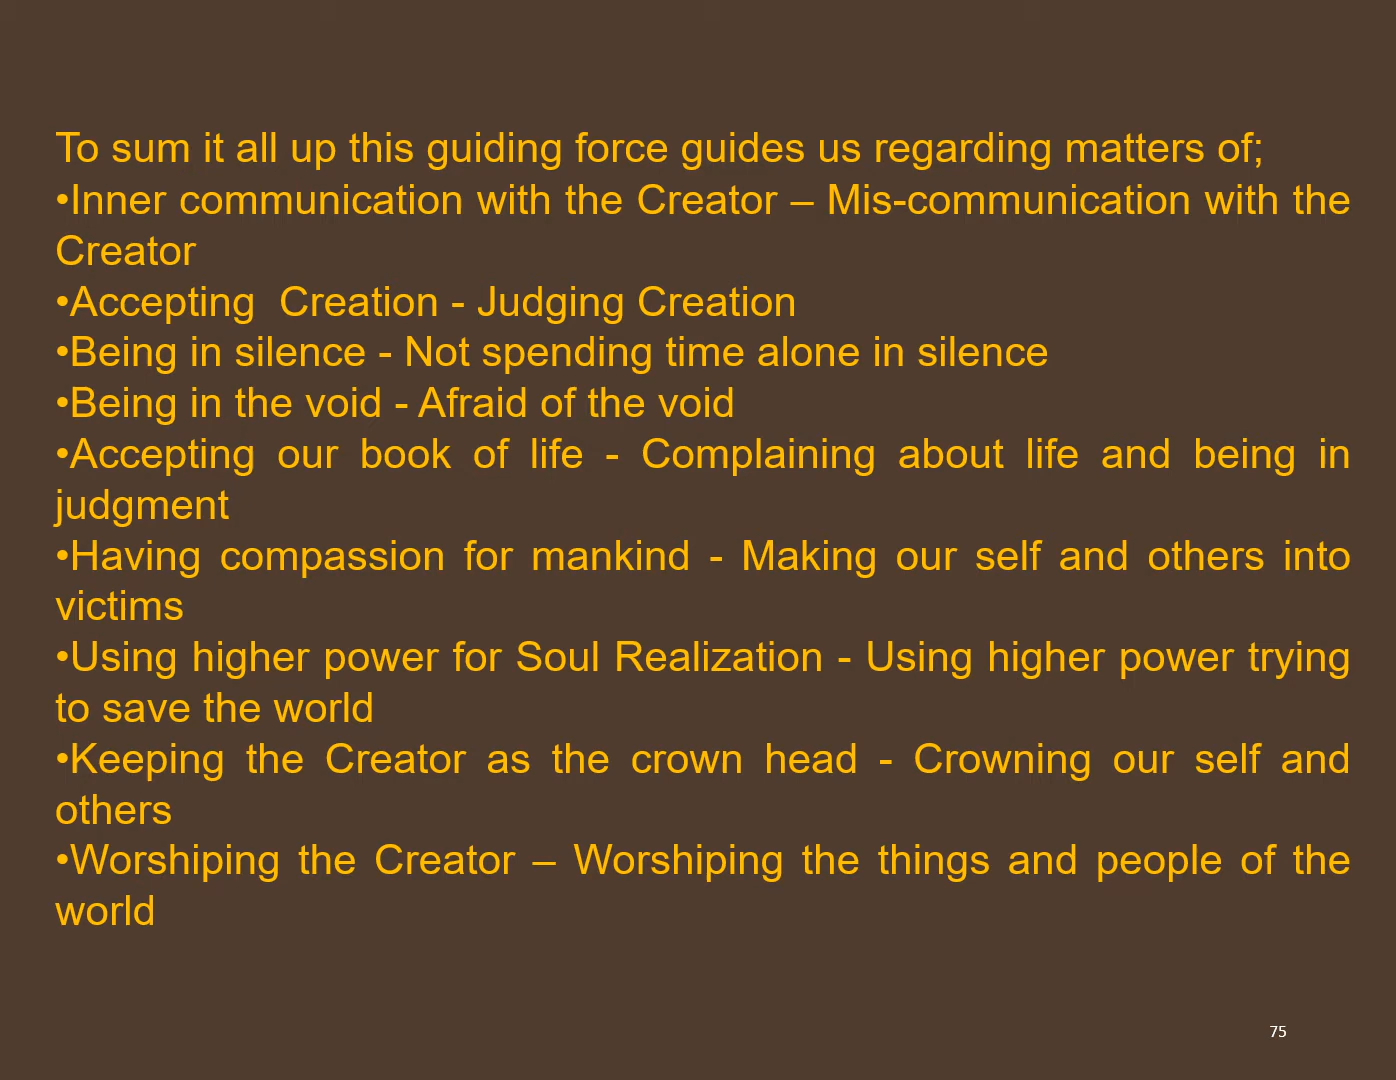 To sum it all up this guiding force guides us regarding matters of;
•Inner communication with the Creator – Mis-communication with the
Creator
•Accepting  Creation - Judging Creation
•Being in silence - Not spending time alone in silence
•Being in the void - Afraid of the void
•Accepting our book of life - Complaining about life and being in
judgment
•Having compassion for mankind - Making our self and others into
victims
•Using higher power for Soul Realization - Using higher power trying
to save the world
•Keeping the Creator as the crown head - Crowning our self and
others
•Worshiping the Creator – Worshiping the things and people of the
world
75